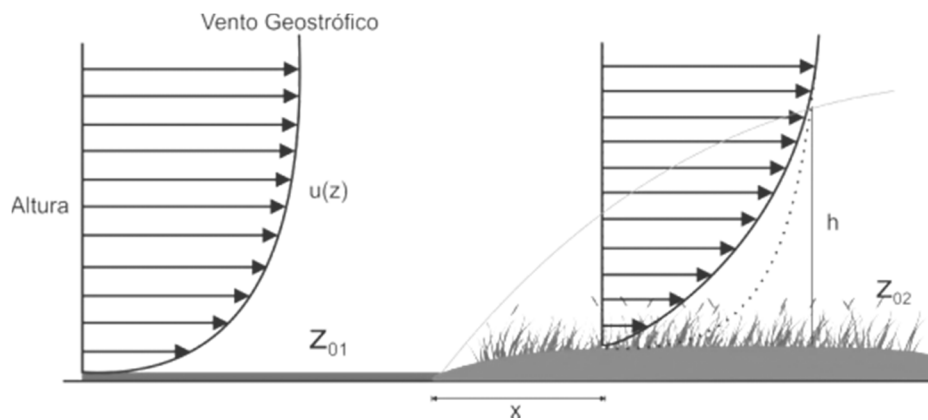 Vento Geostrófico
Altura
u(z)
h
Z01
Z02
x